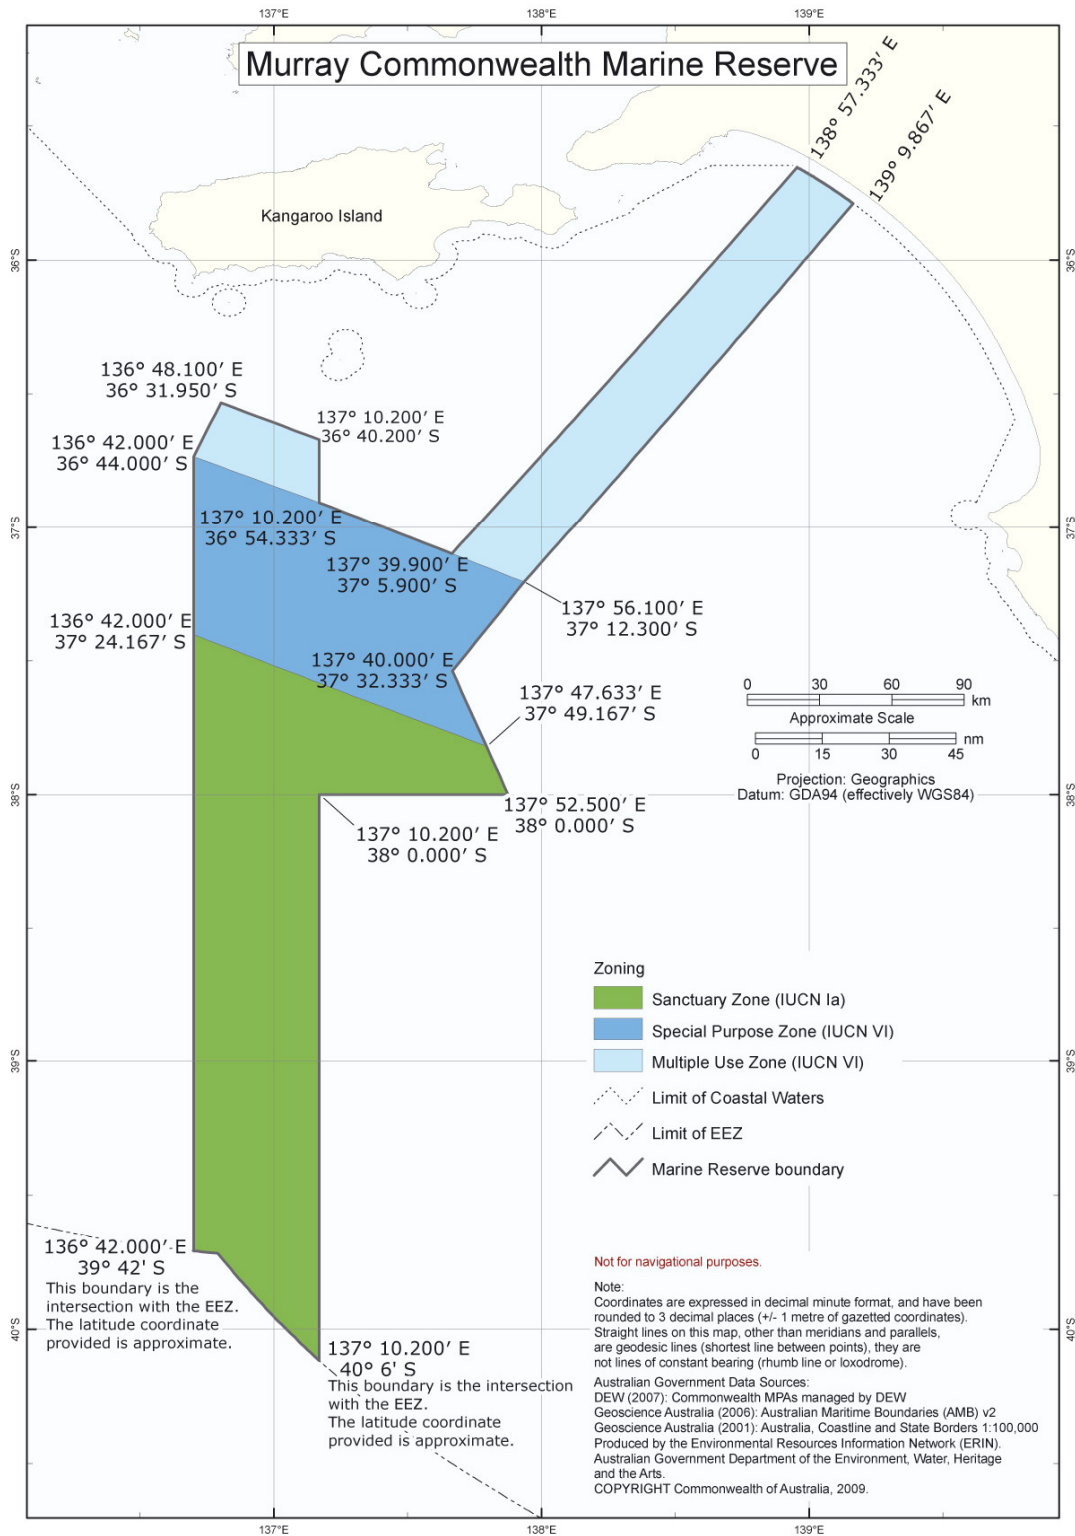 137°E
138°E
139°E
Murray Commonwealth Marine Reserve
138° 57.333′ E
139° 9.867′ E
Kangaroo Island
36°S
36°S
136° 48.100′ E
36° 31.950′ S
137° 10.200′ E
36° 40.200′ S
136° 42.000′ E
36° 44.000′ S
137° 10.200′ E
36° 54.333′ S
37°S
37°S
137° 39.900′ E
37° 5.900′ S
137° 56.100′ E
37° 12.300′ S
136° 42.000′ E
37° 24.167′ S
137° 40.000′ E
37° 32.333′ S
137° 47.633′ E
37° 49.167′ S
0 30 60 90
km
Approximate Scale
nm
0 15 30 45
Projection: Geographics
Datum: GDA94 (effectively WGS84)
38°S
38°S
137° 52.500′ E
38° 0.000′ S
137° 10.200′ E
38° 0.000′ S
Zoning
Sanctuary Zone (IUCN Ia)
Special Purpose Zone (IUCN VI)
Multiple Use Zone (IUCN VI)
Limit of Coastal Waters
Limit of EEZ
Marine Reserve boundary
39°S
39°S
136° 42.000′ E
39° 42' S
This boundary is the
intersection with the EEZ.
The latitude coordinate
provided is approximate.
40°S
40°S
137° 10.200′ E
40° 6' S
This boundary is the intersection
with the EEZ.
The latitude coordinate
provided is approximate.
Not for navigational purposes.
Note:
Coordinates are expressed in decimal minute format, and have been
rounded to 3 decimal places (+/- 1 metre of gazetted coordinates).
Straight lines on this map, other than meridians and parallels,
are geodesic lines (shortest line between points), they are
not lines of constant bearing (rhumb line or loxodrome).
Australian Government Data Sources:
DEW (2007): Commonwealth MPAs managed by DEW
Geoscience Australia (2006): Australian Maritime Boundaries (AMB) v2
Geoscience Australia (2001): Australia, Coastline and State Borders 1:100,000
Produced by the Environmental Resources Information Network (ERIN).
Australian Government Department of the Environment, Water, Heritage
and the Arts.
COPYRIGHT Commonwealth of Australia, 2009.
137°E
138°E
139°E